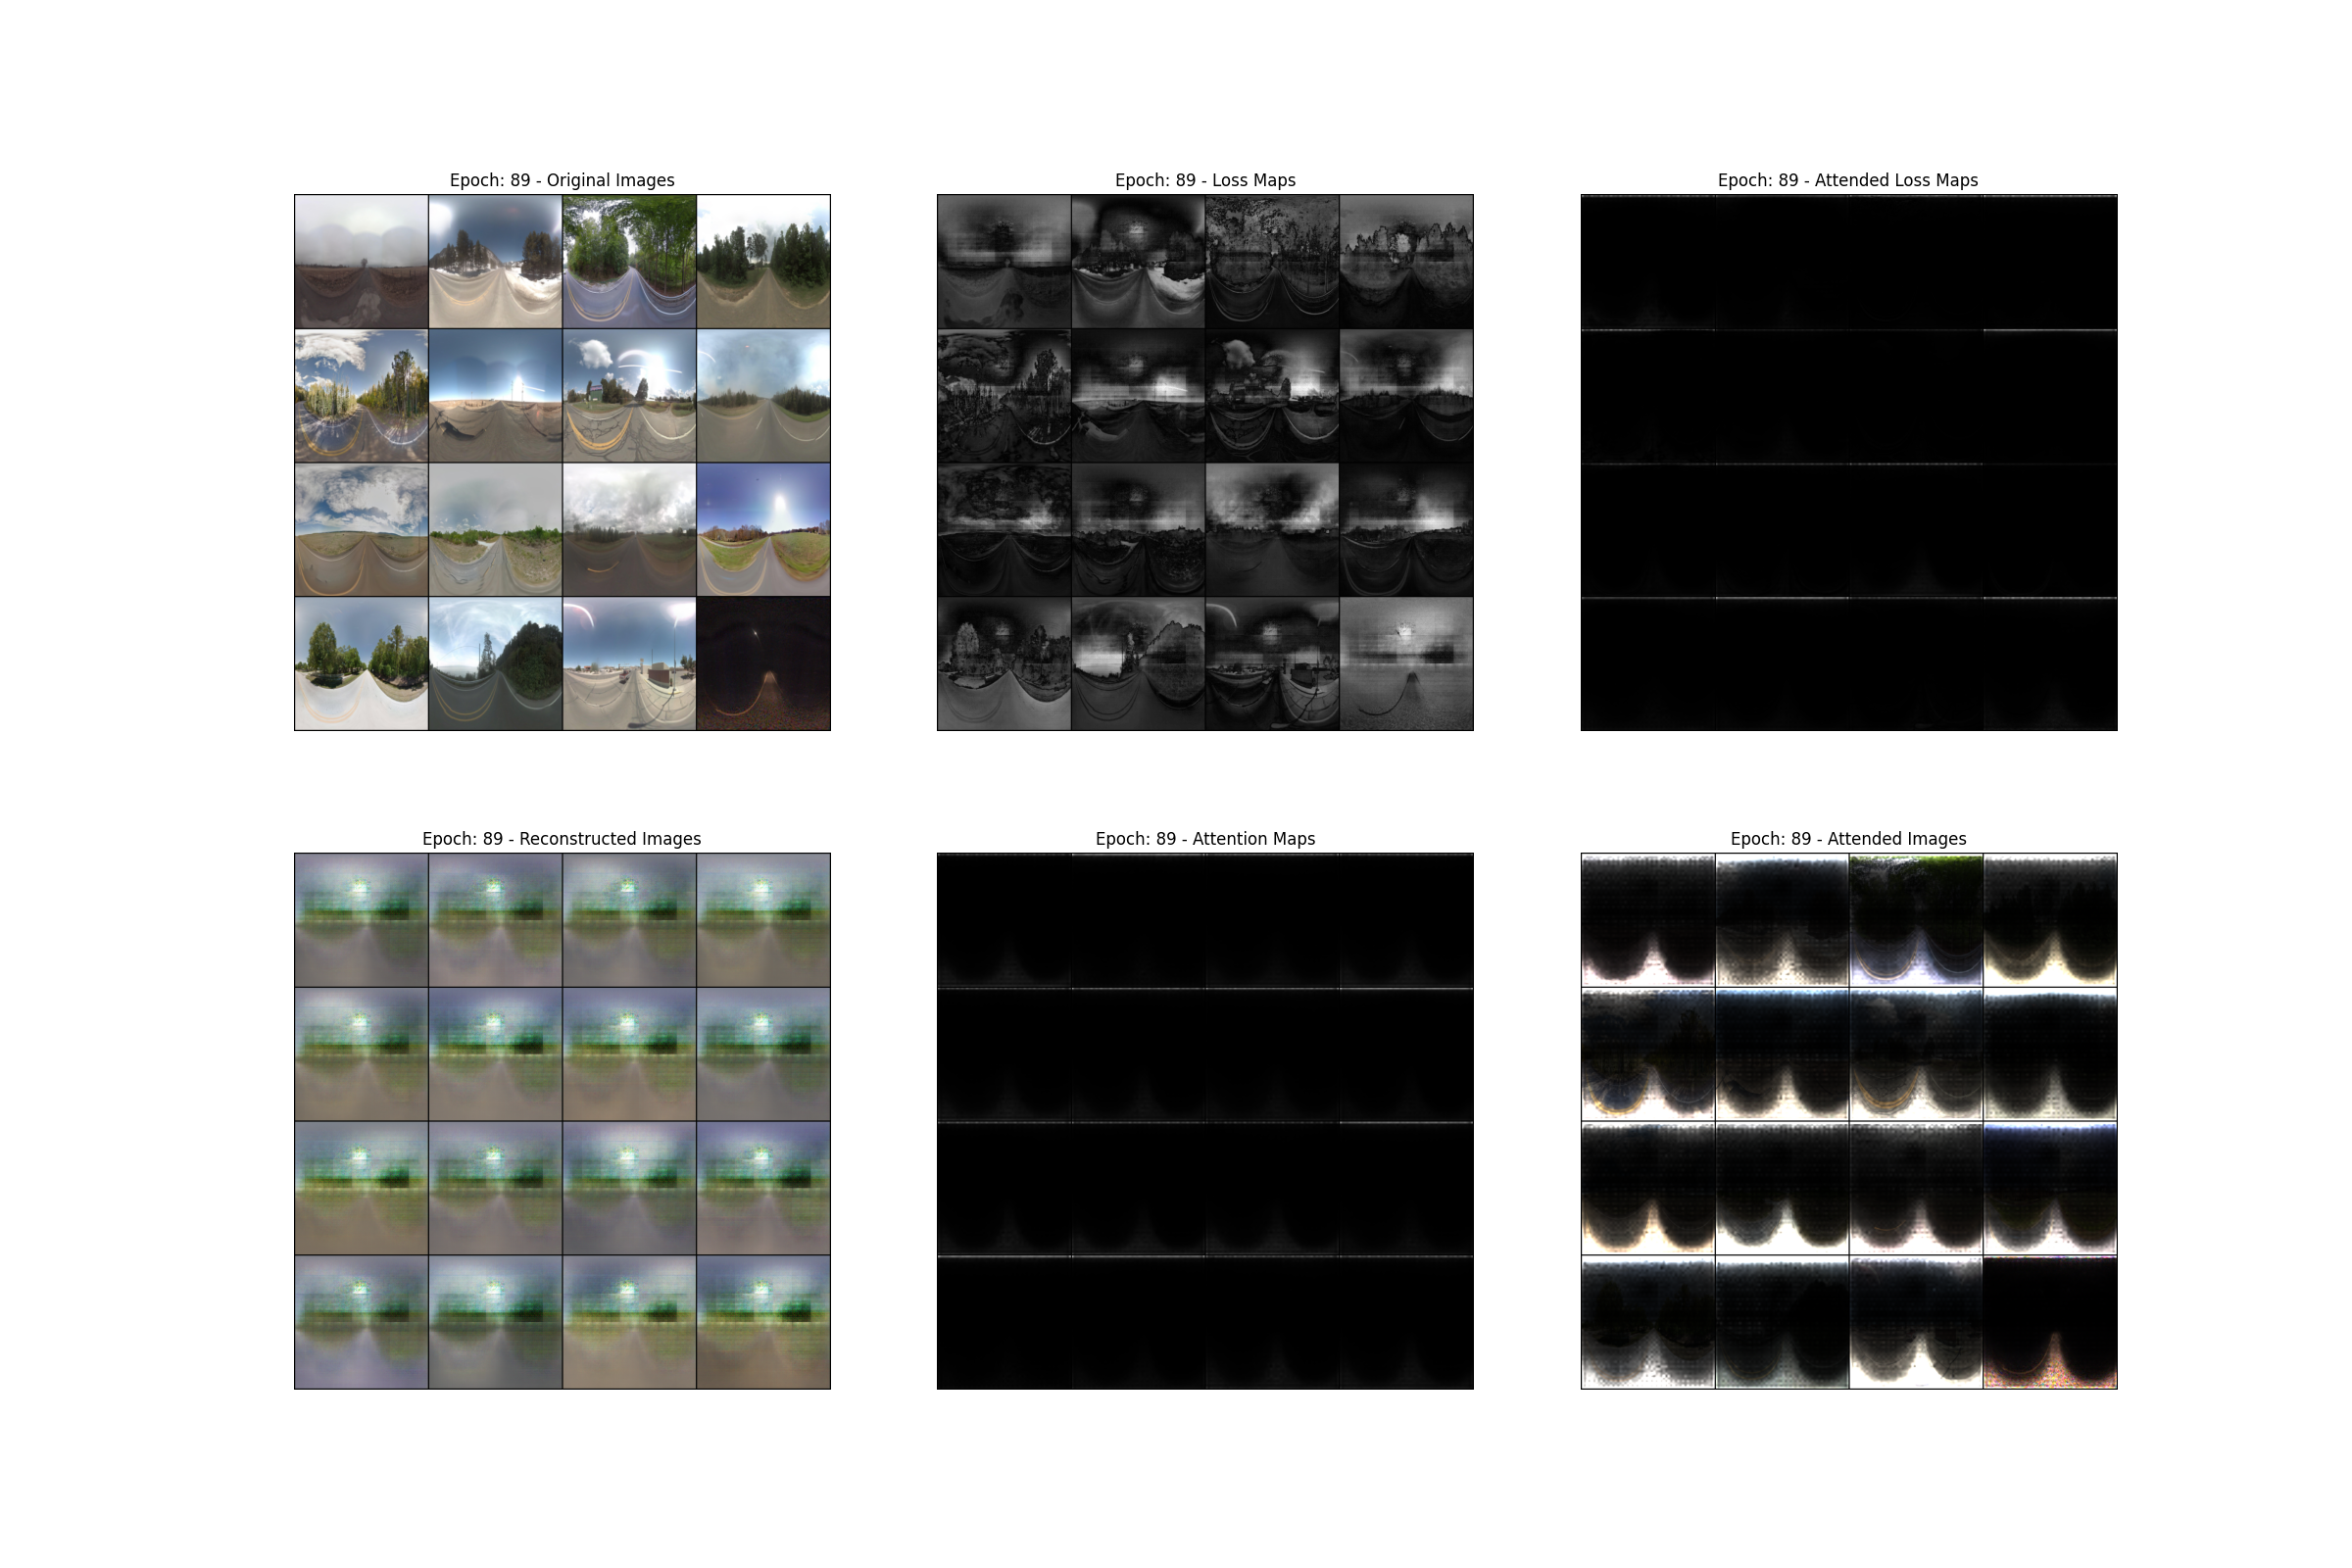 Epoch: 89 - Original Images
Epoch: 89 - Loss Maps
Epoch: 89 - Attended Loss Maps
Epoch: 89 - Reconstructed Images
Epoch: 89 - Attention Maps
Epoch: 89 - Attended Images